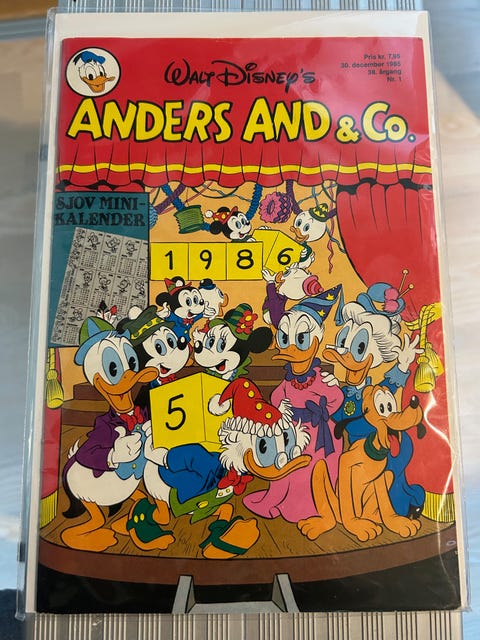 Pris kr. 7,95
30. december 1985
38. årgang
Nr. 1
WALT DISNEY'S
ANDERS AND & Co.
SJOV MINI-
KALENDER
1 9 8 6
5